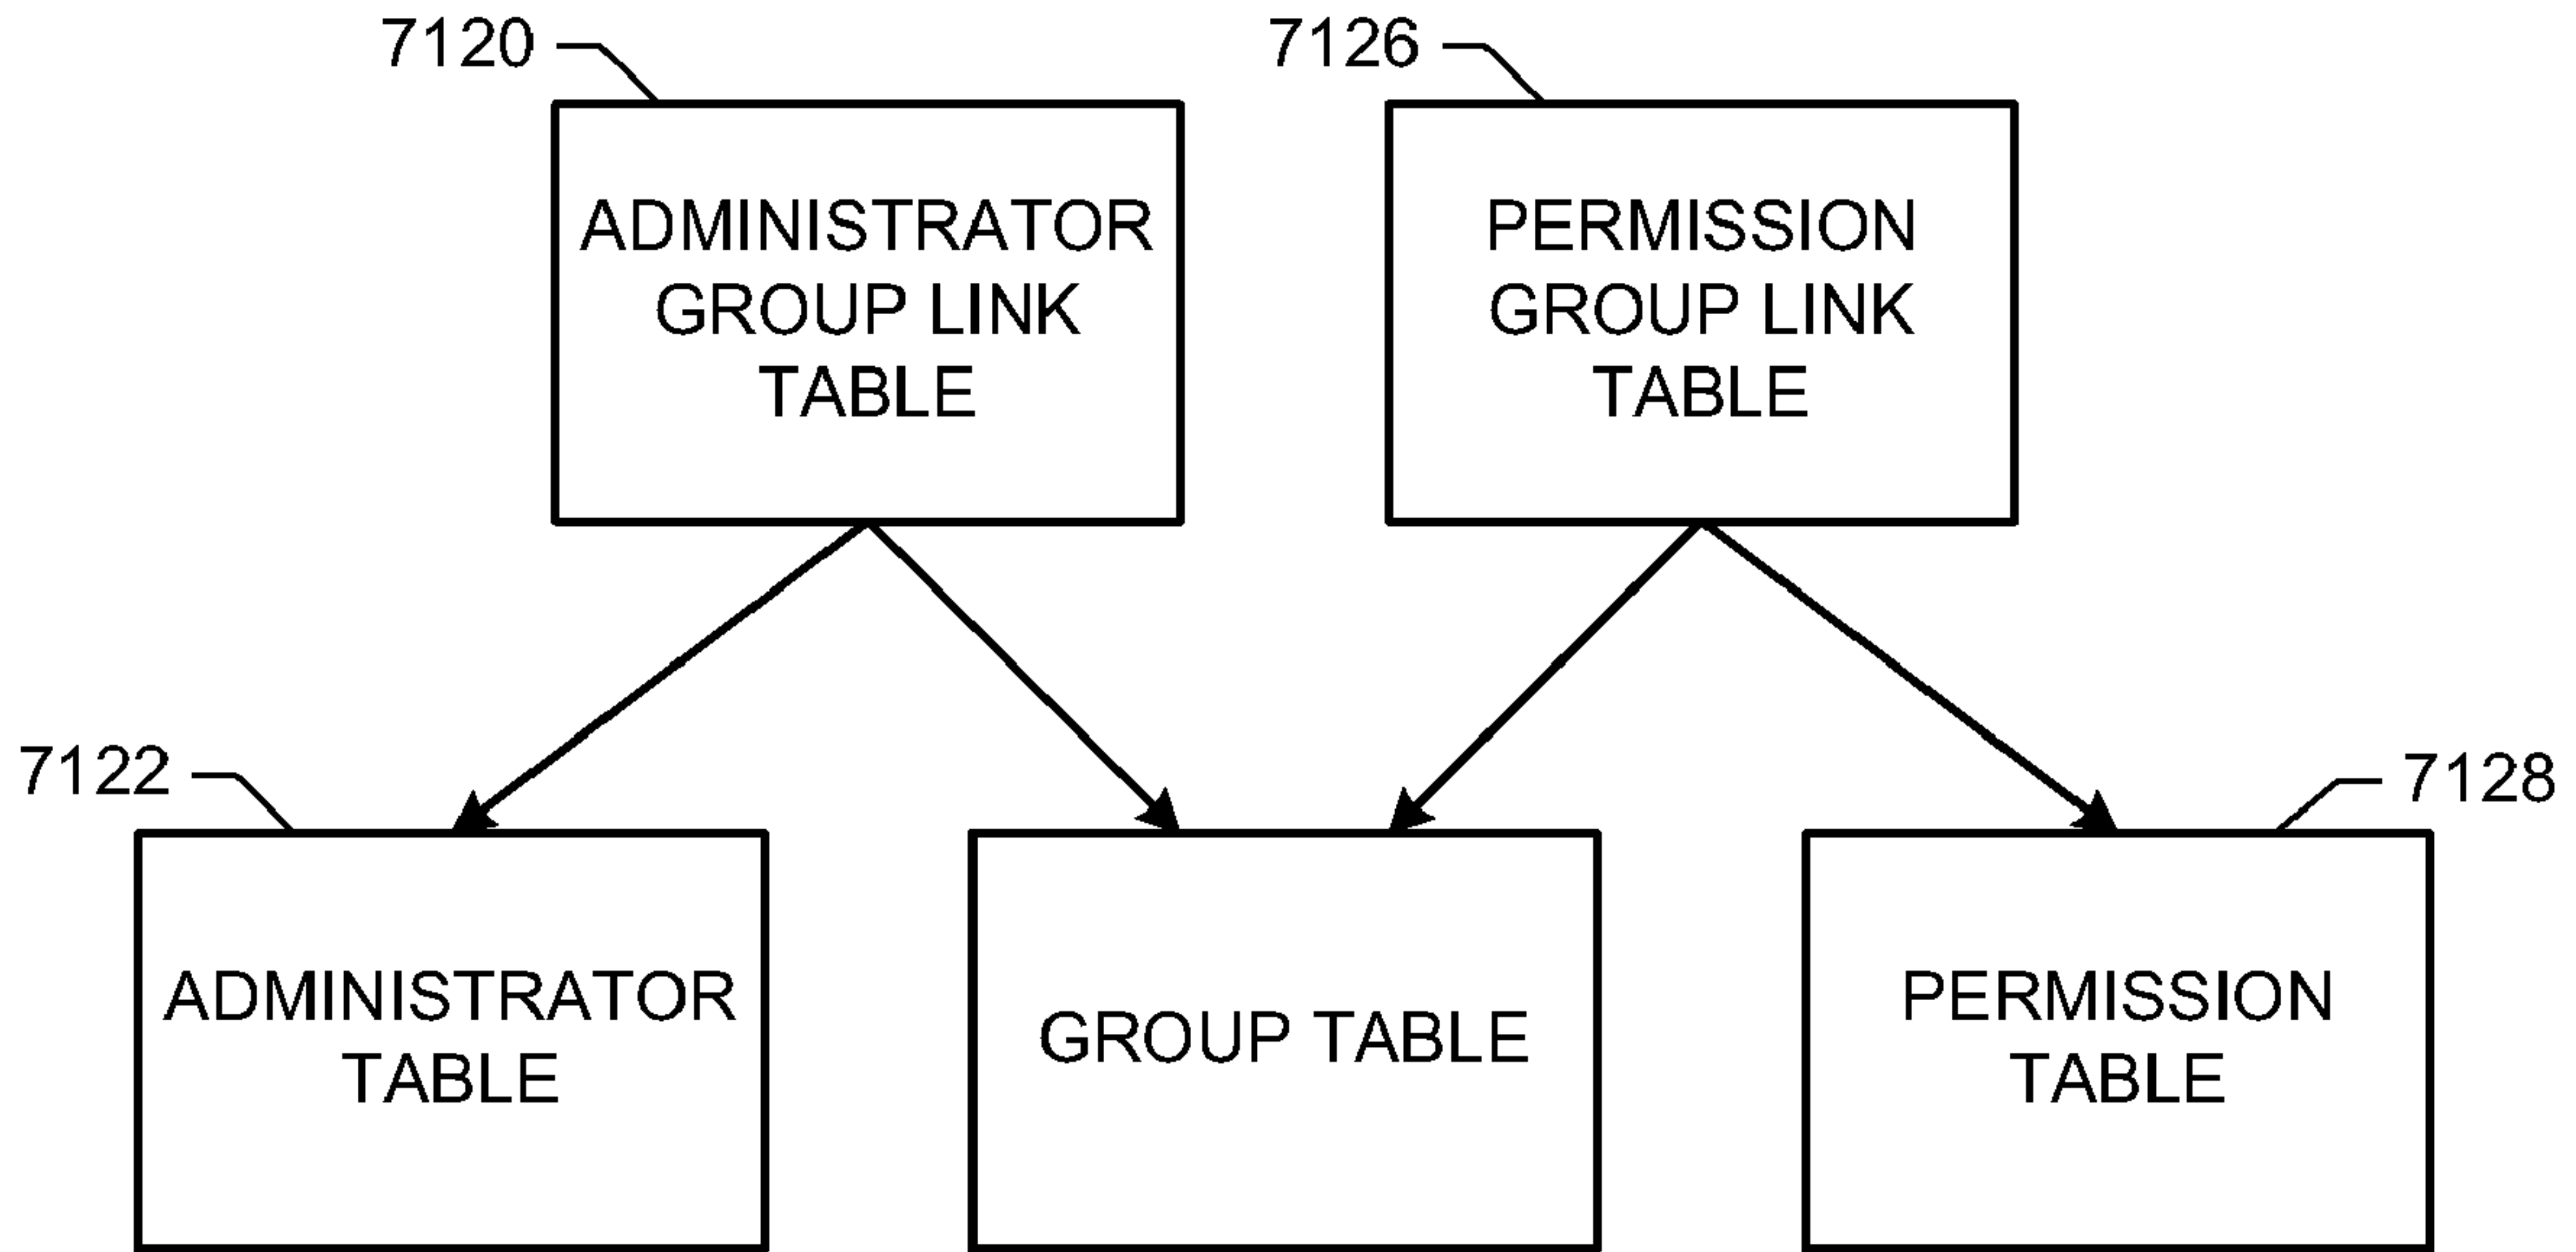 7120
7126
ADMINISTRATOR
GROUP LINK
TABLE
PERMISSION
GROUP LINK
TABLE
7122
7128
ADMINISTRATOR
TABLE
GROUP TABLE
PERMISSION
TABLE